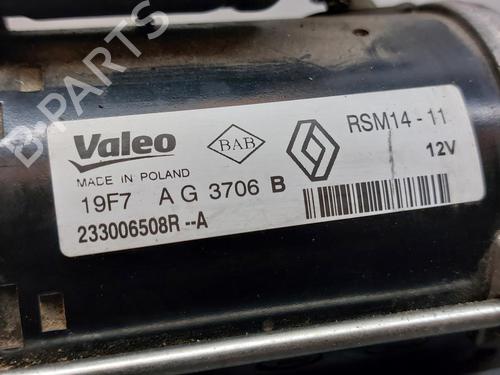 B-PARTS
Valeo
BAB
RSM14 - 11
MADE IN POLAND
12V
19F7 A G 3706 B
233006508R --A